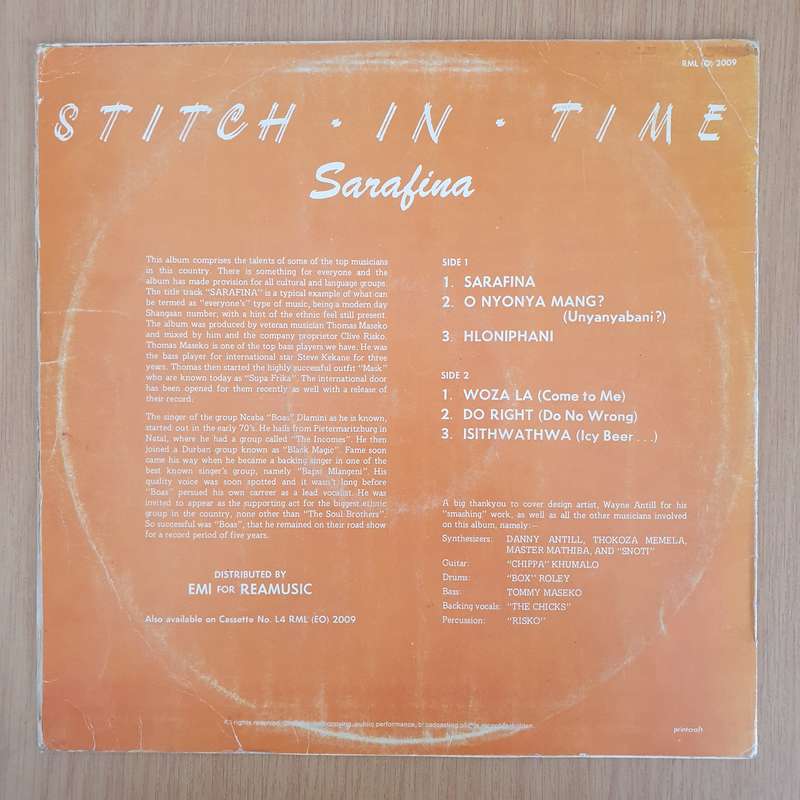 RML (O) 2009
STITCH · IN · TIME
Sarafina
This album comprises the talents of some of the top musicians
in this country. There is something for everyone and the
album has made provision for all cultural and language groups.
The title track "SARAFINA" is a typical example of what can
be termed as "everyone's" type of music, being a modern day
Shangaan number, with a hint of the ethnic feel still present.
The album was produced by veteran musician Thomas Maseko
and mixed by him and the company proprietor Clive Risko.
Thomas Maseko is one of the top bass players we have. He was
the bass player for international star Steve Kekane for three
years. Thomas then started the highly successful outfit "Mask"
who are known today as "Supa Frika". The international door
has been opened for them recently as well with a release of
their record.
The singer of the group Ncaba "Boas" Dlamini as he is known,
started out in the early 70's. He hails from Pietermaritzburg in
Natal, where he had a group called "The Incomes". He then
joined a Durban group known as "Black Magic". Fame soon
came his way when he became a backing singer in one of the
best known singer's group, namely "Bapsi Mlangeni". His
quality voice was soon spotted and it wasn't long before
"Boas" persued his own carreer as a lead vocalist. He was
invited to appear as the supporting act for the biggest ethnic
group in the country, none other than "The Soul Brothers".
So successful was "Boas", that he remained on their road show
for a record period of five years.
DISTRIBUTED BY
EMI FOR REAMUSIC
Also available on Cassette No. L4 RML (EO) 2009
SIDE 1
1. SARAFINA
2. O NYONYA MANG?
(Unyanyabani?)
3. HLONIPHANI
SIDE 2
1. WOZA LA (Come to Me)
2. DO RIGHT (Do No Wrong)
3. ISITHWATHWA (Icy Beer . . .)
A big thankyou to cover design artist, Wayne Antill for his
"smashing" work, as well as all the other musicians involved
on this album, namely:—
Synthesizers: DANNY ANTILL, THOKOZA MEMELA,
MASTER MATHIBA, AND "SNOTI"
Guitar: "CHIPPA" KHUMALO
Drums: "BOX" ROLEY
Bass: TOMMY MASEKO
Backing vocals: "THE CHICKS"
Percussion: "RISKO"
All rights reserved. copying, public performance, broadcasting of this record forbidden.
printcraft